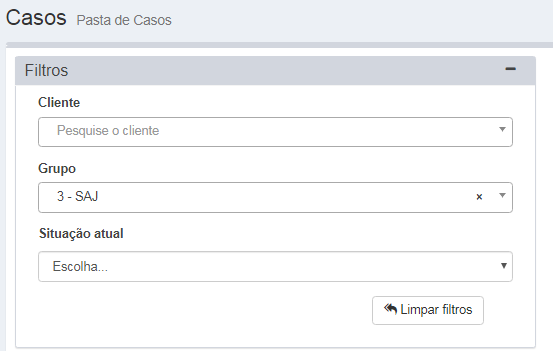 Casos Pasta de Casos
Filtros
Cliente
Pesquise o cliente
Grupo
3 - SAJ ×
Situação atual
Escolha...
Limpar filtros